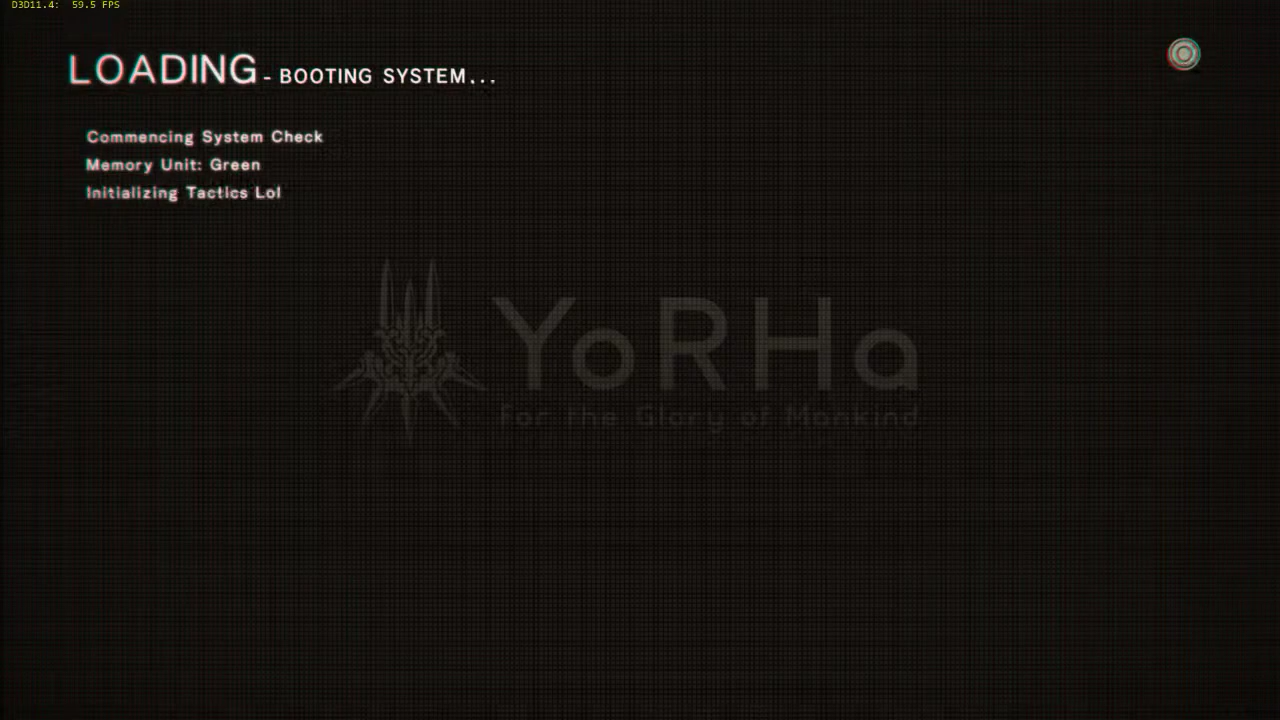 D3D11.4: 59.5 FPS
LOADING - BOOTING SYSTEM...
Commencing System Check
Memory Unit: Green
Initializing Tactics Lol
YoRHa
For the Glory of Mankind